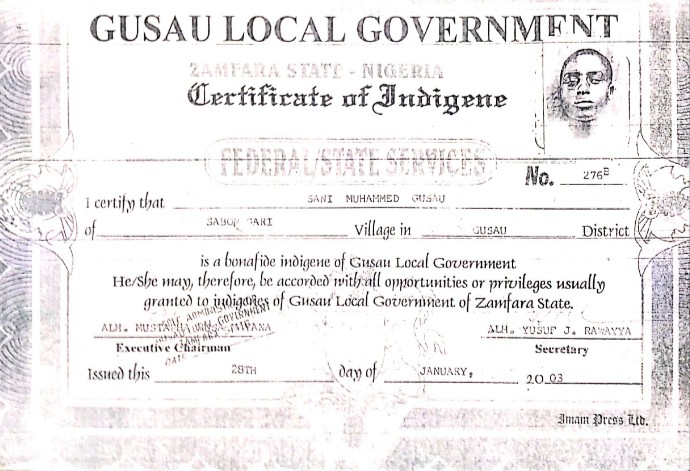 GUSAU LOCAL GOVERNMENT
ZAMFARA STATE - NIGERIA
Certificate of Indigene
FEDERAL/STATE SERVICES
No. 276B
I certify that SANI MUHAMMED GUSAU
of SABON GARI Village in GUSAU District
is a bonafide indigene of Gusau Local Government
He/She may, therefore, be accorded with all opportunities or privileges usually
granted to indigenes of Gusau Local Government of Zamfara State.
ALH. ALH. YUSUF J.
Executive Chairman Secretary
Issued this 28TH day of JANUARY, 20 03
Imam Press Ltd.